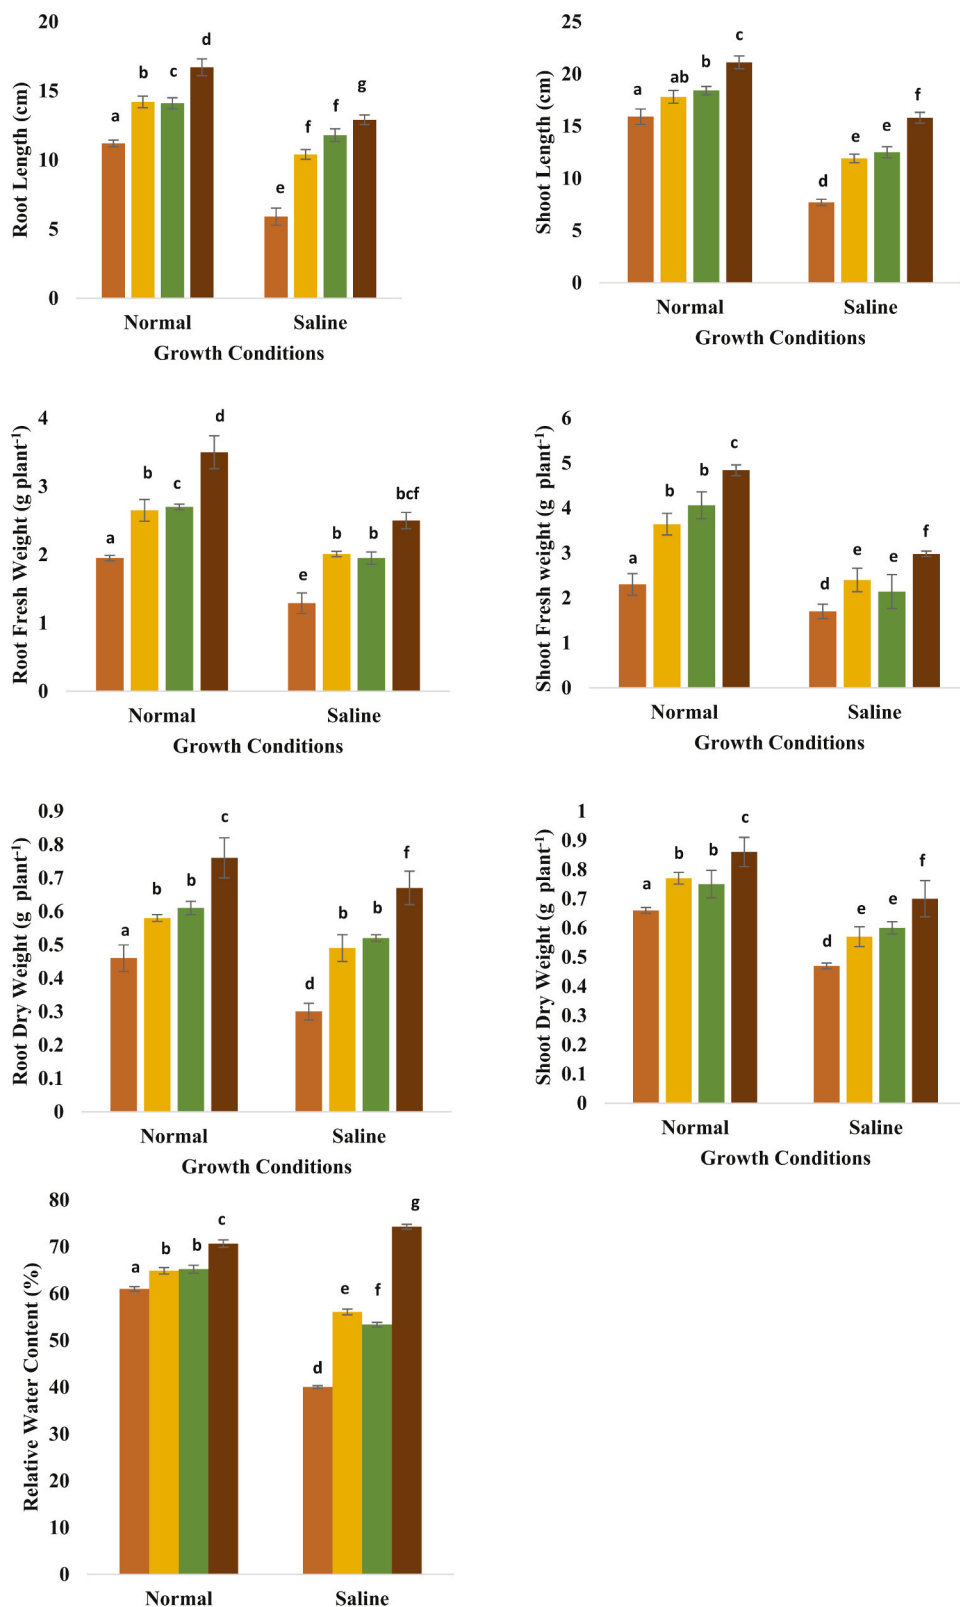 Root Length (cm)
20
15
10
5
0
a
b
c
d
e
f
f
g
Normal
Saline
Growth Conditions
Shoot Length (cm)
25
20
15
10
5
0
a
ab
b
c
d
e
e
f
Normal
Saline
Growth Conditions
Root Fresh Weight (g plant⁻¹)
4
3
2
1
0
a
b
c
d
e
b
b
bcf
Normal
Saline
Growth Conditions
Shoot Fresh weight (g plant⁻¹)
6
5
4
3
2
1
0
a
b
b
c
d
e
e
f
Normal
Saline
Growth Conditions
Root Dry Weight (g plant⁻¹)
0.9
0.8
0.7
0.6
0.5
0.4
0.3
0.2
0.1
0
a
b
b
c
d
b
b
f
Normal
Saline
Growth Conditions
Shoot Dry Weight (g plant⁻¹)
1
0.9
0.8
0.7
0.6
0.5
0.4
0.3
0.2
0.1
0
a
b
b
c
d
e
e
f
Normal
Saline
Growth Conditions
Relative Water Content (%)
80
70
60
50
40
30
20
10
0
a
b
b
c
d
e
f
g
Normal
Saline